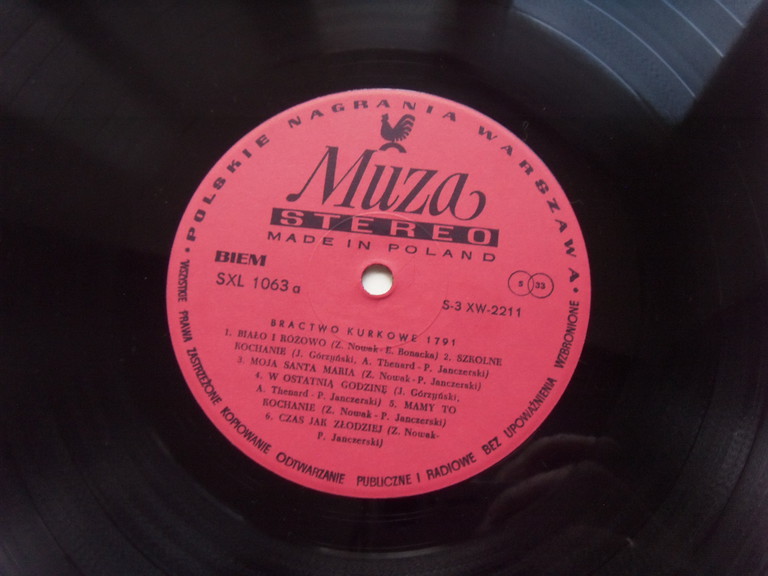 • POLSKIE NAGRANIA WARSZAWA •
Muza
STEREO
MADE IN POLAND
BIEM
SXL 1063 a
S 33
S-3 XW-2211
BRACTWO KURKOWE 1791
1. BIAŁO I RÓŻOWO (Z. Nowak - E. Bonacka) 2. SZKOLNE
KOCHANIE (J. Górzyński, A. Thenard - P. Janczerski)
3. MOJA SANTA MARIA (Z. Nowak - P. Janczerski)
4. W OSTATNIĄ GODZINĘ (J. Górzyński,
A. Thenard - P. Janczerski) 5. MAMY TO
KOCHANIE (Z. Nowak - P. Janczerski)
6. CZAS JAK ZŁODZIEJ (Z. Nowak-
P. Janczerski)
WSZYSTKIE PRAWA ZASTRZEŻONE KOPIOWANIE ODTWARZANIE PUBLICZNE I RADIOWE BEZ UPOWAŻNIENIA WZBRONIONE